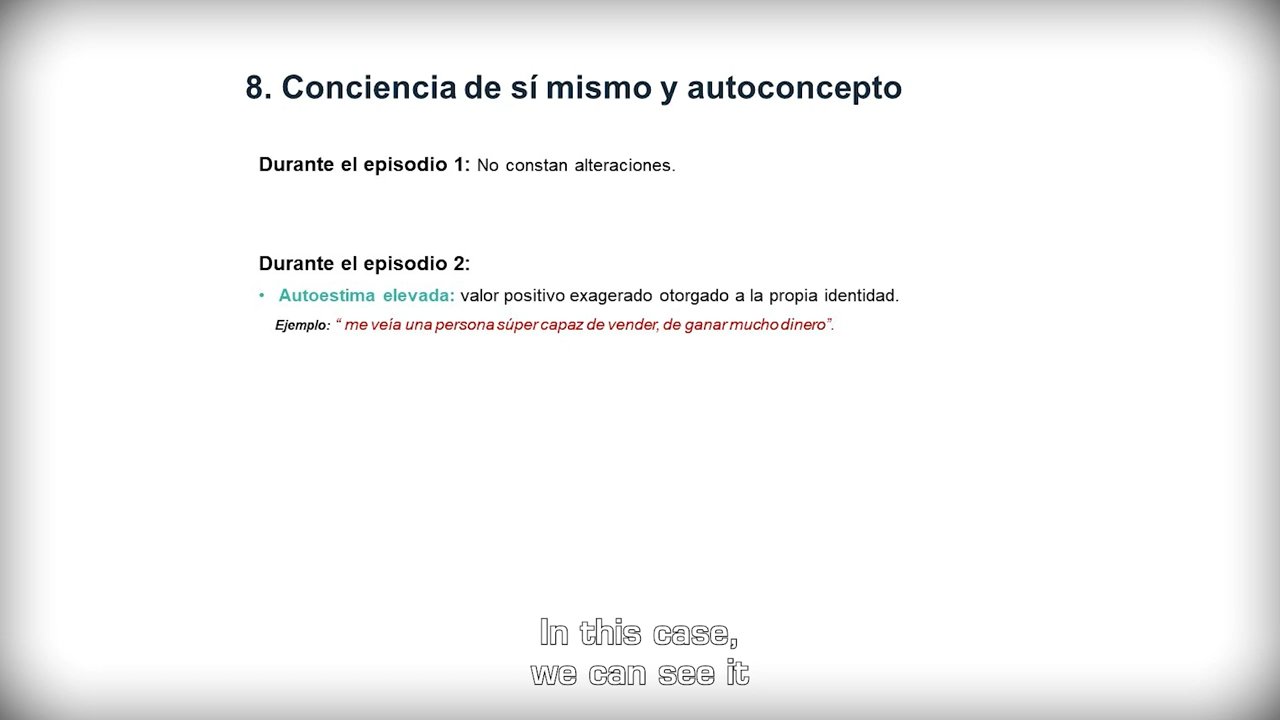 8. Conciencia de sí mismo y autoconcepto
Durante el episodio 1: No constan alteraciones.
Durante el episodio 2:
• Autoestima elevada: valor positivo exagerado otorgado a la propia identidad.
Ejemplo: “ me veía una persona súper capaz de vender, de ganar mucho dinero”.
In this case,
we can see it